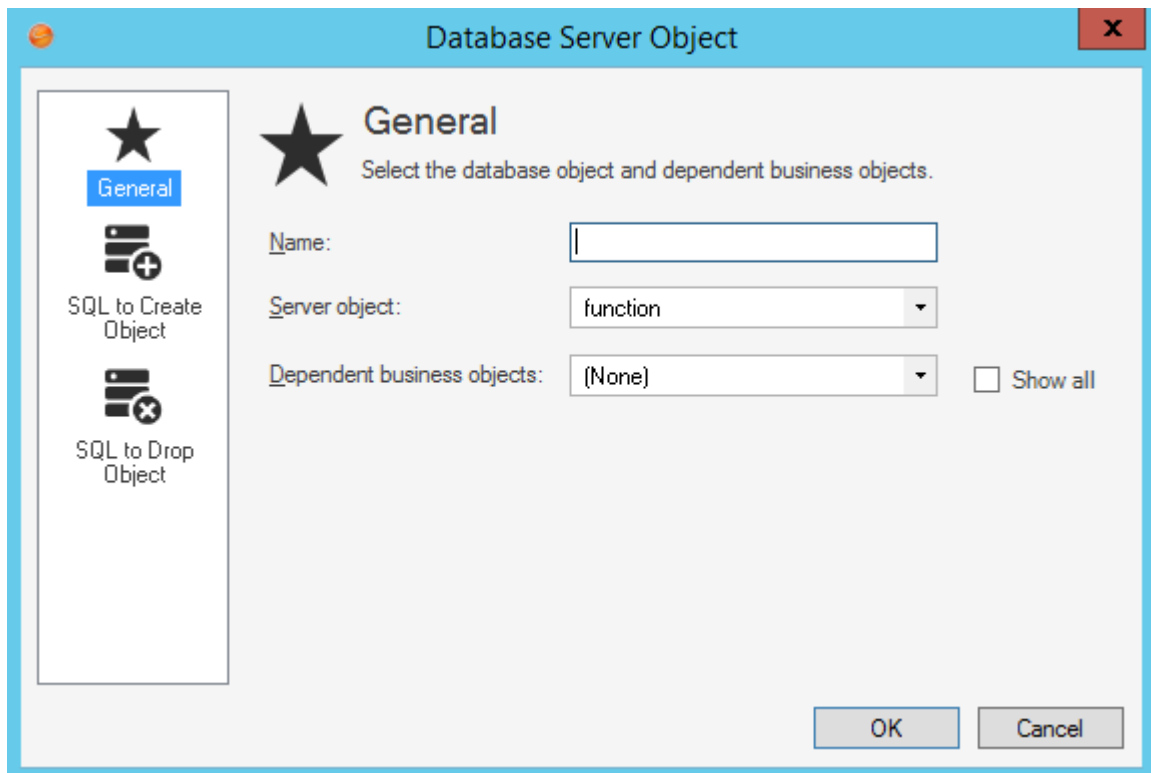 Database Server Object
x
General
SQL to Create
Object
SQL to Drop
Object
General
Select the database object and dependent business objects.
Name:
Server object:
function
Dependent business objects:
(None)
Show all
OK
Cancel